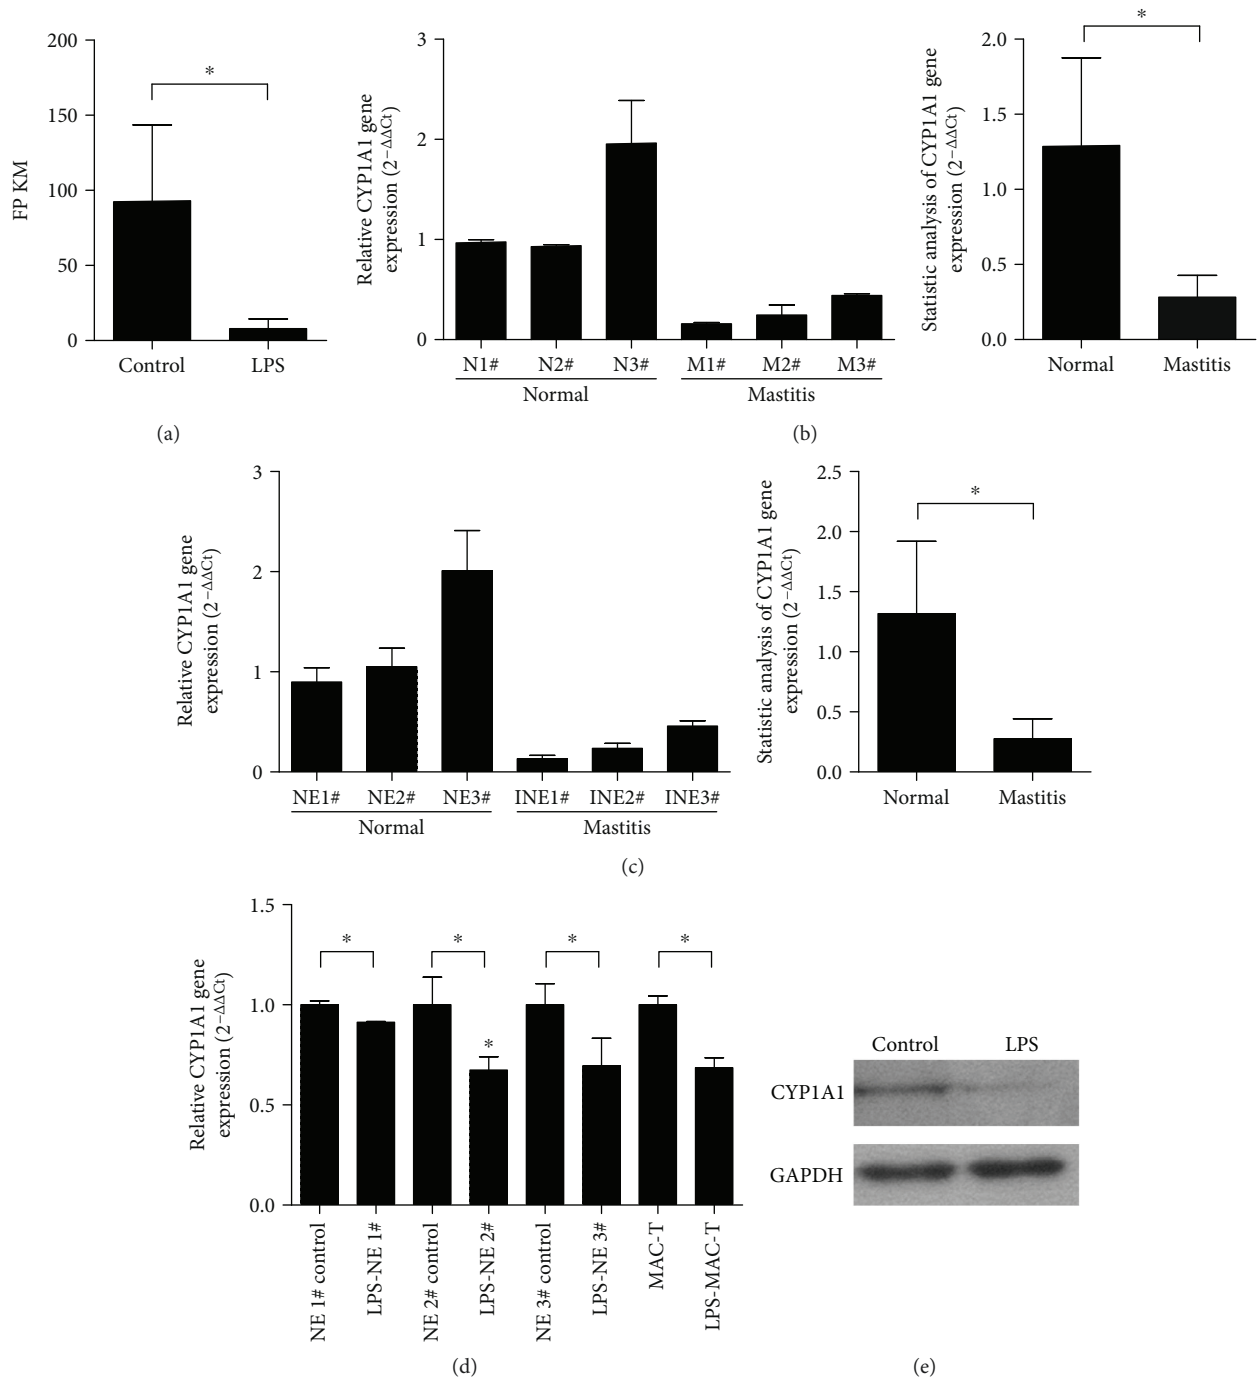 FP KM
200
150
100
50
0
*
Control LPS
(a)
Relative CYP1A1 gene
expression (2−ΔΔCt)
3
2
1
0
N1# N2# N3# M1# M2# M3#
Normal Mastitis
Statistic analysis of CYP1A1 gene
expression (2−ΔΔCt)
2.0
1.5
1.0
0.5
0.0
*
Normal Mastitis
(b)
Relative CYP1A1 gene
expression (2−ΔΔCt)
3
2
1
0
NE1# NE2# NE3# INE1# INE2# INE3#
Normal Mastitis
Statistic analysis of CYP1A1 gene
expression (2−ΔΔCt)
2.5
2.0
1.5
1.0
0.5
0.0
*
Normal Mastitis
(c)
Relative CYP1A1 gene
expression (2−ΔΔCt)
1.5
1.0
0.5
0.0
* * * *
*
NE 1# control
LPS-NE 1#
NE 2# control
LPS-NE 2#
NE 3# control
LPS-NE 3#
MAC-T
LPS-MAC-T
(d)
Control LPS
CYP1A1
GAPDH
(e)